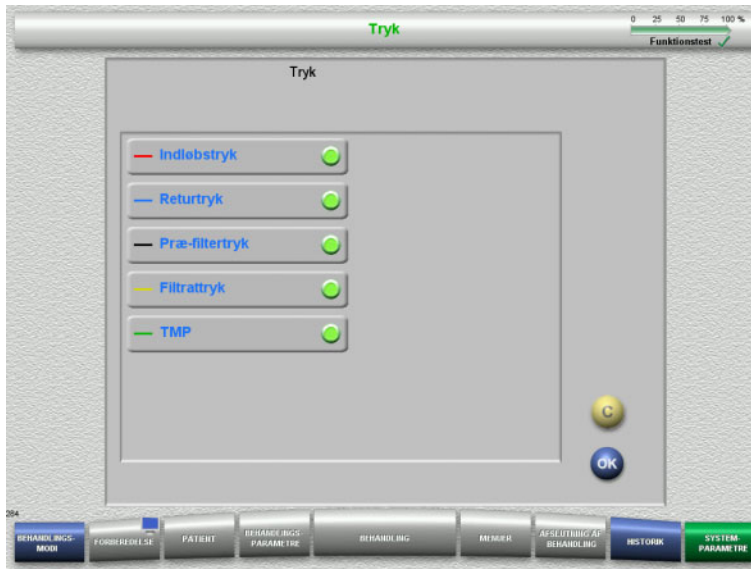 Tryk
0 25 50 75 100 %
Funktionstest
Tryk
Indløbstryk
Returtryk
Præ-filtertryk
Filtrattryk
TMP
C
OK
284
BEHANDLINGS-
MODI
FORBEREDELSE
PATIENT
BEHANDLINGS-
PARAMETRE
BEHANDLING
MENUER
AFSLUTNING AF
BEHANDLING
HISTORIK
SYSTEM-
PARAMETRE